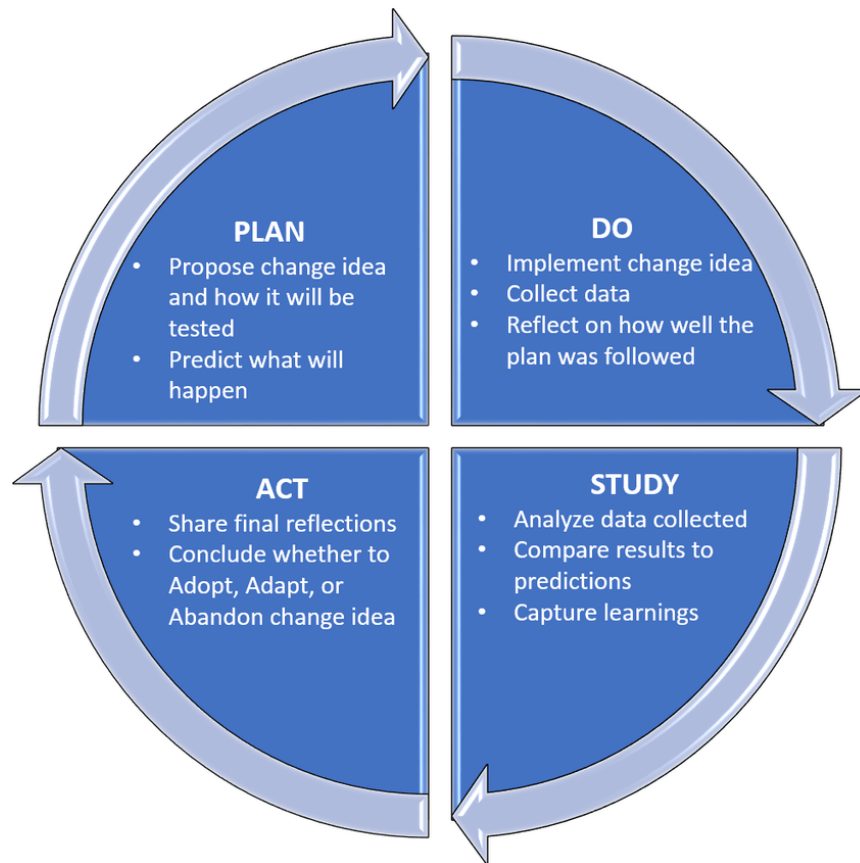 PLAN
• Propose change idea
and how it will be
tested
• Predict what will
happen
DO
• Implement change idea
• Collect data
• Reflect on how well the
plan was followed
ACT
• Share final reflections
• Conclude whether to
Adopt, Adapt, or
Abandon change idea
STUDY
• Analyze data collected
• Compare results to
predictions
• Capture learnings